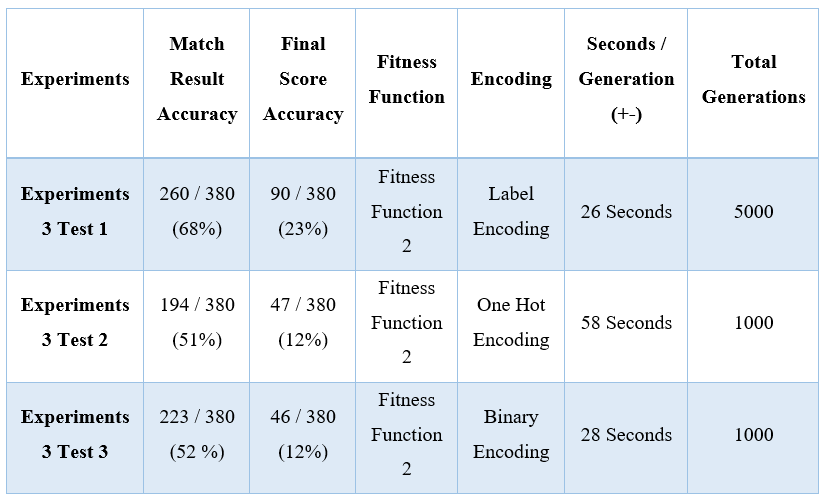 Experiments
Match
Result
Accuracy
Final
Score
Accuracy
Fitness
Function
Encoding
Seconds /
Generation
(+-)
Total
Generations
Experiments
3 Test 1
260 / 380
(68%)
90 / 380
(23%)
Fitness
Function
2
Label
Encoding
26 Seconds
5000
Experiments
3 Test 2
194 / 380
(51%)
47 / 380
(12%)
Fitness
Function
2
One Hot
Encoding
58 Seconds
1000
Experiments
3 Test 3
223 / 380
(52 %)
46 / 380
(12%)
Fitness
Function
2
Binary
Encoding
28 Seconds
1000